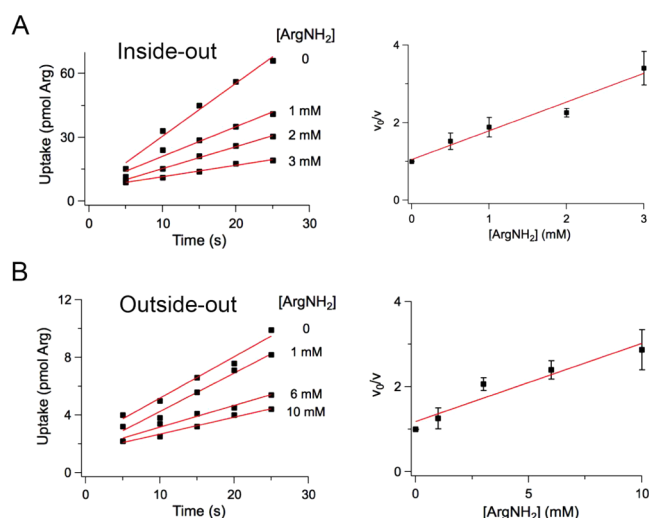 A
Inside-out
[ArgNH₂]
0
1 mM
2 mM
3 mM
60
30
0
Uptake (pmol Arg)
0 10 20 30
Time (s)
4
2
0
v₀/v
0 1 2 3
[ArgNH₂] (mM)
B
Outside-out
[ArgNH₂]
0
1 mM
6 mM
10 mM
12
8
4
0
Uptake (pmol Arg)
0 10 20 30
Time (s)
4
2
0
v₀/v
0 5 10
[ArgNH₂] (mM)